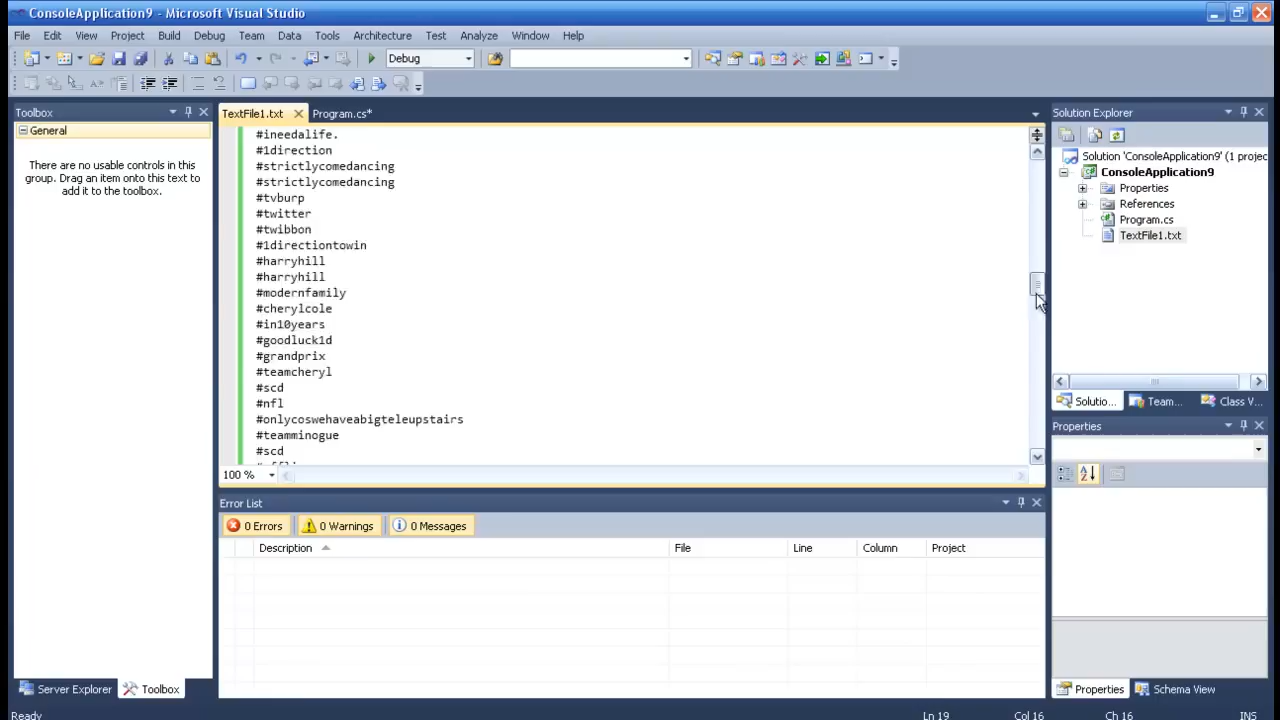 ConsoleApplication9 - Microsoft Visual Studio
File Edit View Project Build Debug Team Data Tools Architecture Test Analyze Window Help
Debug
Toolbox
General
There are no usable controls in this
group. Drag an item onto this text to
add it to the toolbox.
Server Explorer
Toolbox
TextFile1.txt
Program.cs*
#ineedalife.
#1direction
#strictlycomedancing
#strictlycomedancing
#tvburp
#twitter
#twibbon
#1directiontowin
#harryhill
#harryhill
#modernfamily
#cherylcole
#in10years
#goodluck1d
#grandprix
#teamcheryl
#scd
#nfl
#onlycoswehaveabigteleupstairs
#teamminogue
#scd
100 %
Error List
0 Errors
0 Warnings
0 Messages
Description File Line Column Project
Solution Explorer
Solution 'ConsoleApplication9' (1 projec
ConsoleApplication9
Properties
References
Program.cs
TextFile1.txt
Solutio...
Team...
Class V...
Properties
Properties
Schema View
Ready
Ln 19
Col 16
Ch 16
INS